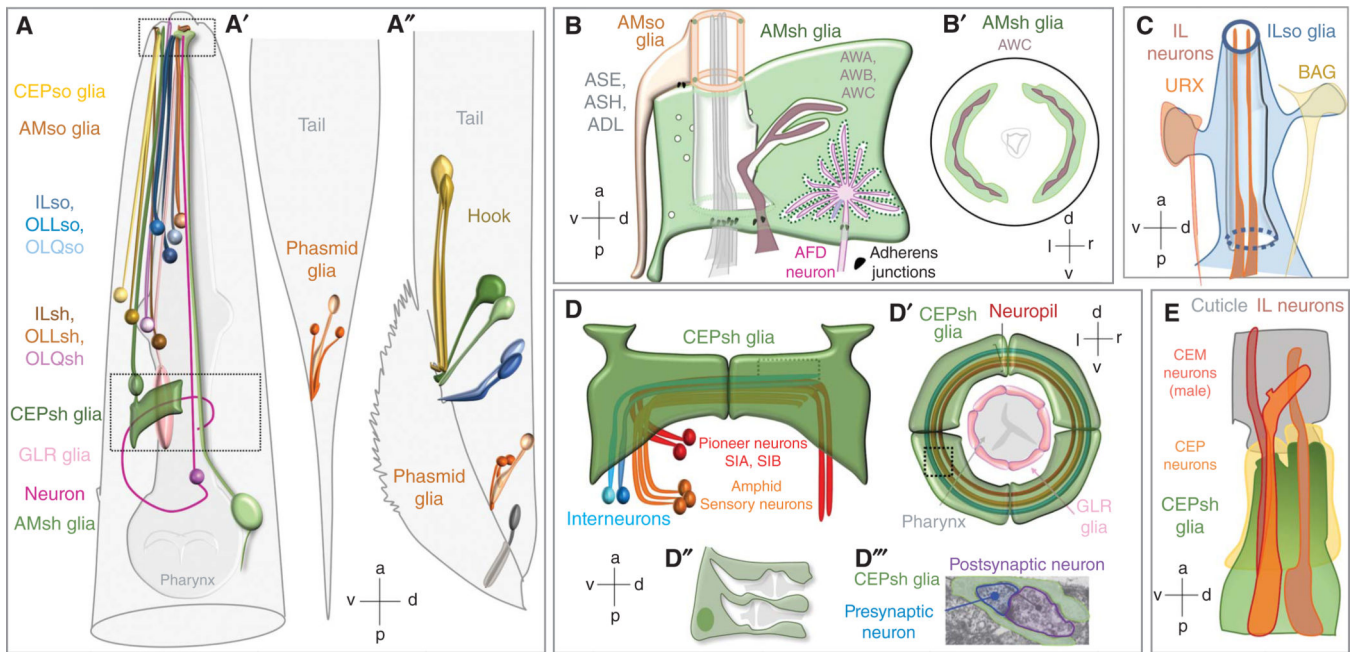 A
A′
A″
CEPso glia
AMso glia
ILso,
OLLso,
OLQso
ILsh,
OLLsh,
OLQsh
CEPsh glia
GLR glia
Neuron
AMsh glia
Pharynx
Tail
Phasmid
glia
Tail
Hook
Phasmid
glia
a
v
d
p
B
AMso
glia
AMsh glia
ASE,
ASH,
ADL
AWA,
AWB,
AWC
a
v
d
p
AFD
neuron
Adherens
junctions
B′
AMsh glia
AWC
d
l
r
v
C
IL
neurons
ILso glia
URX
BAG
a
v
d
p
D
CEPsh glia
Pioneer neurons
SIA, SIB
Amphid
Sensory neurons
Interneurons
D′
CEPsh
glia
Neuropil
d
l
r
v
Pharynx
GLR
glia
D″
a
v
d
p
D‴
Postsynaptic neuron
CEPsh glia
Presynaptic
neuron
E
Cuticle
IL neurons
CEM
neurons
(male)
CEP
neurons
CEPsh
glia
a
v
d
p